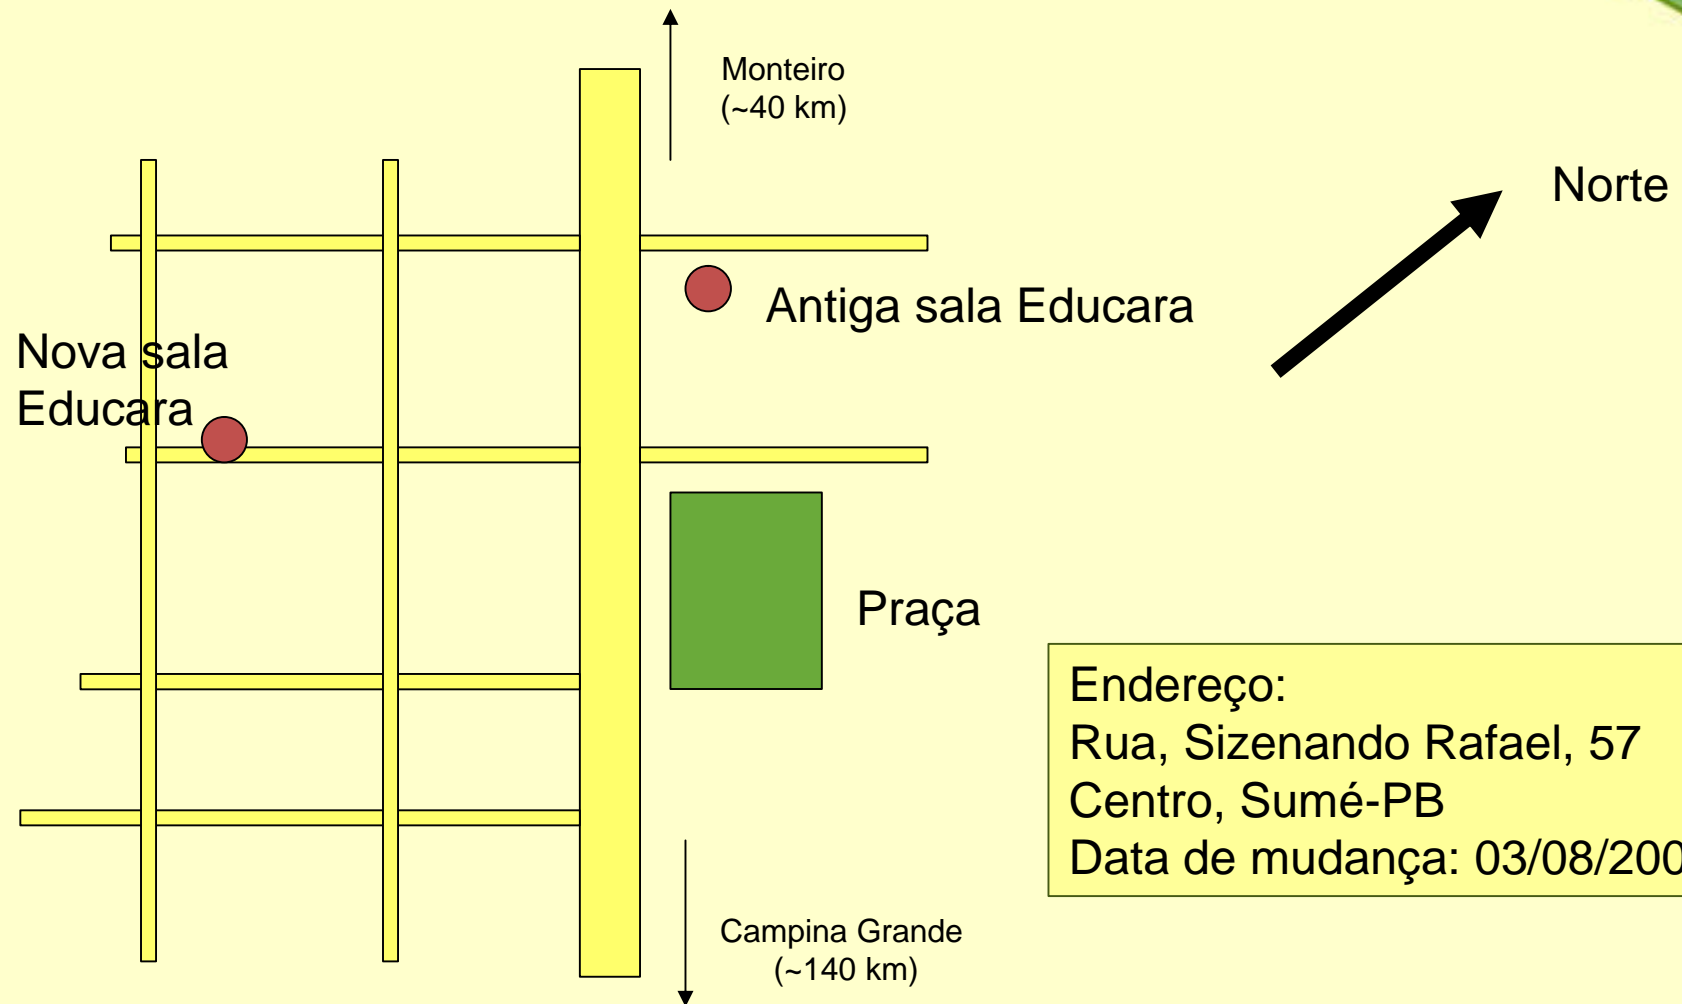 Monteiro
(~40 km)
Norte
Antiga sala Educara
Nova sala
Educara
Praça
Endereço:
Rua, Sizenando Rafael, 57
Centro, Sumé-PB
Data de mudança: 03/08/200
Campina Grande
(~140 km)